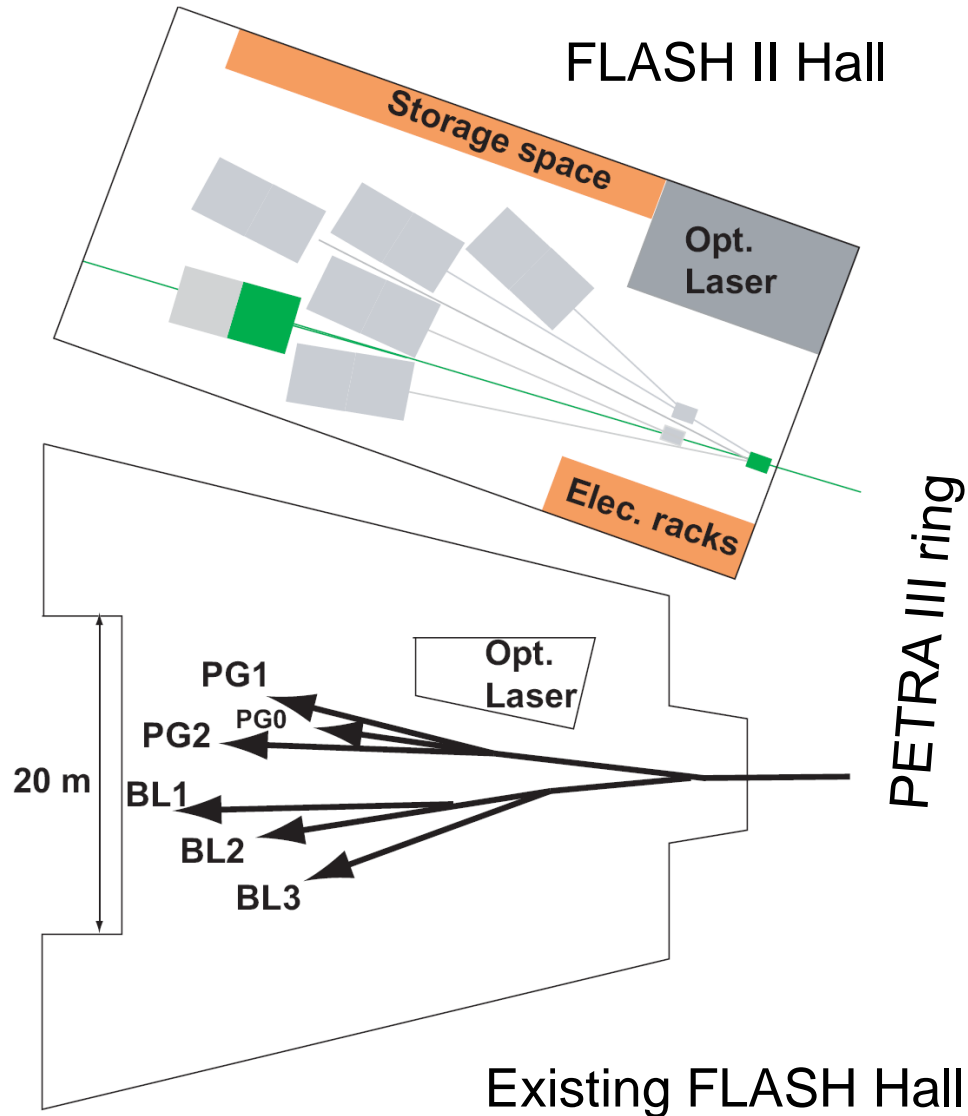 FLASH II Hall
Storage space
Opt.
Laser
Elec. racks
PETRA III ring
Opt.
Laser
PG1
PG0
PG2
20 m
BL1
BL2
BL3
Existing FLASH Hall